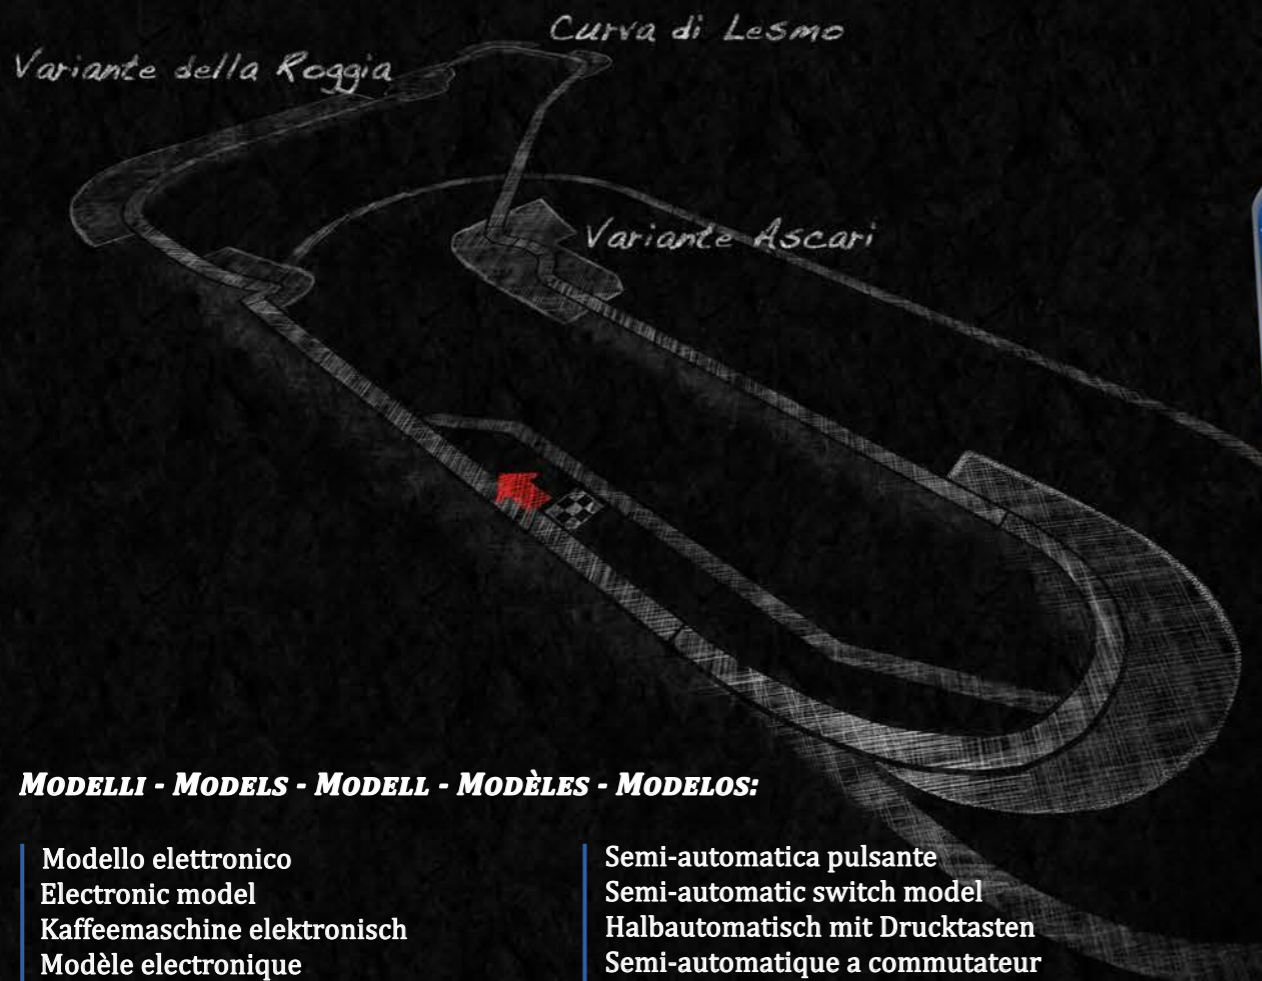 Curva di Lesmo
Variante della Roggia
Variante Ascari
MODELLI - MODELS - MODELL - MODÈLES - MODELOS:
Modello elettronico
Electronic model
Kaffeemaschine elektronisch
Modèle electronique
Semi-automatica pulsante
Semi-automatic switch model
Halbautomatisch mit Drucktasten
Semi-automatique a commutateur